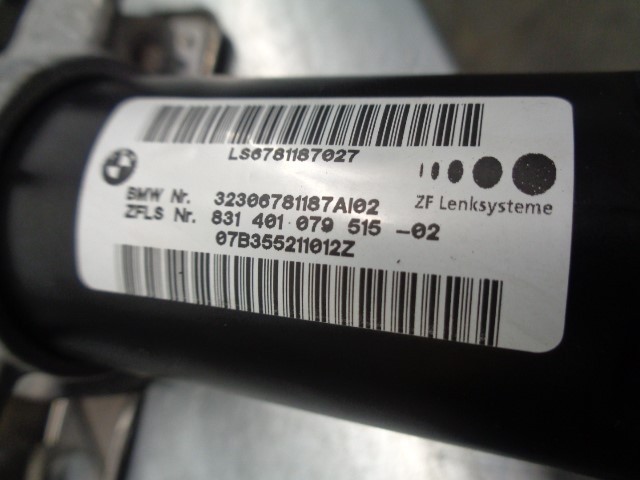 LS6781187027
BMW Nr. 32306781187AI02
ZFLS Nr. 831 401 079 515 -02
07B355211012Z
ZF Lenksysteme